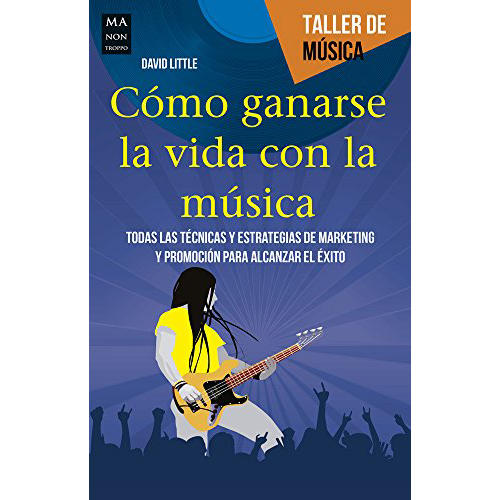 MA
NON
TROPPO
TALLER DE
MÚSICA
DAVID LITTLE
Cómo ganarse
la vida con la
música
TODAS LAS TÉCNICAS Y ESTRATEGIAS DE MARKETING
Y PROMOCIÓN PARA ALCANZAR EL ÉXITO